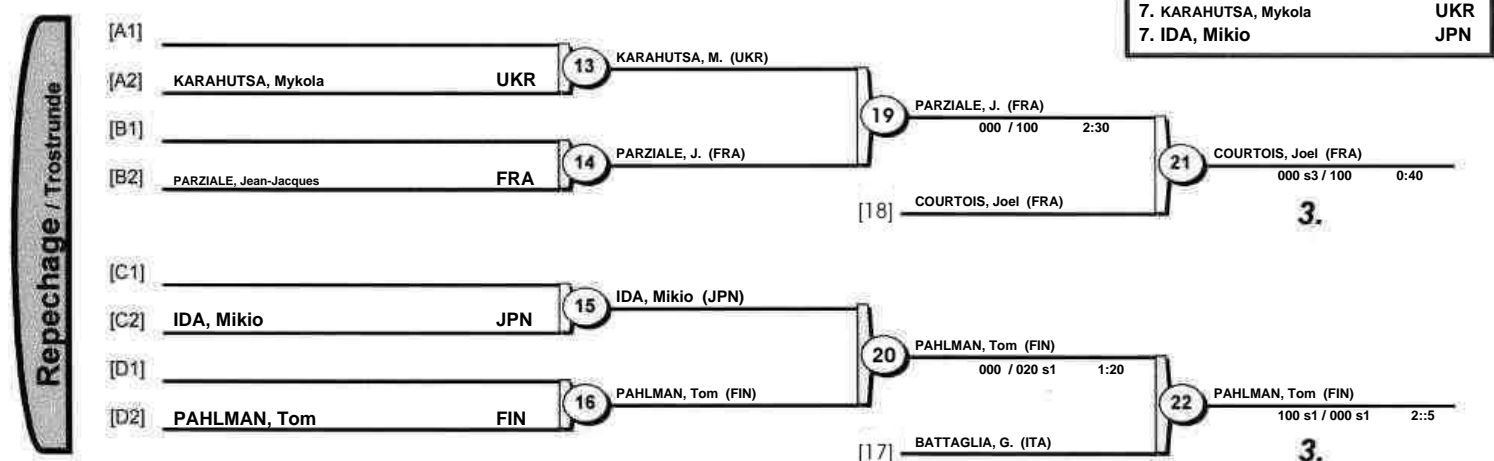 7. KARAHUTSA, Mykola UKR
7. IDA, Mikio JPN
Repechage / Trostrunde
[A1]
[A2] KARAHUTSA, Mykola UKR
13
KARAHUTSA, M. (UKR)
[B1]
[B2] PARZIALE, Jean-Jacques FRA
14
PARZIALE, J. (FRA)
19
PARZIALE, J. (FRA)
000 / 100 2:30
[18] COURTOIS, Joel (FRA)
21
COURTOIS, Joel (FRA)
000 s3 / 100 0:40
3.
[C1]
[C2] IDA, Mikio JPN
15
IDA, Mikio (JPN)
[D1]
[D2] PAHLMAN, Tom FIN
16
PAHLMAN, Tom (FIN)
20
PAHLMAN, Tom (FIN)
000 / 020 s1 1:20
[17] BATTAGLIA, G. (ITA)
22
PAHLMAN, Tom (FIN)
100 s1 / 000 s1 2::5
3.